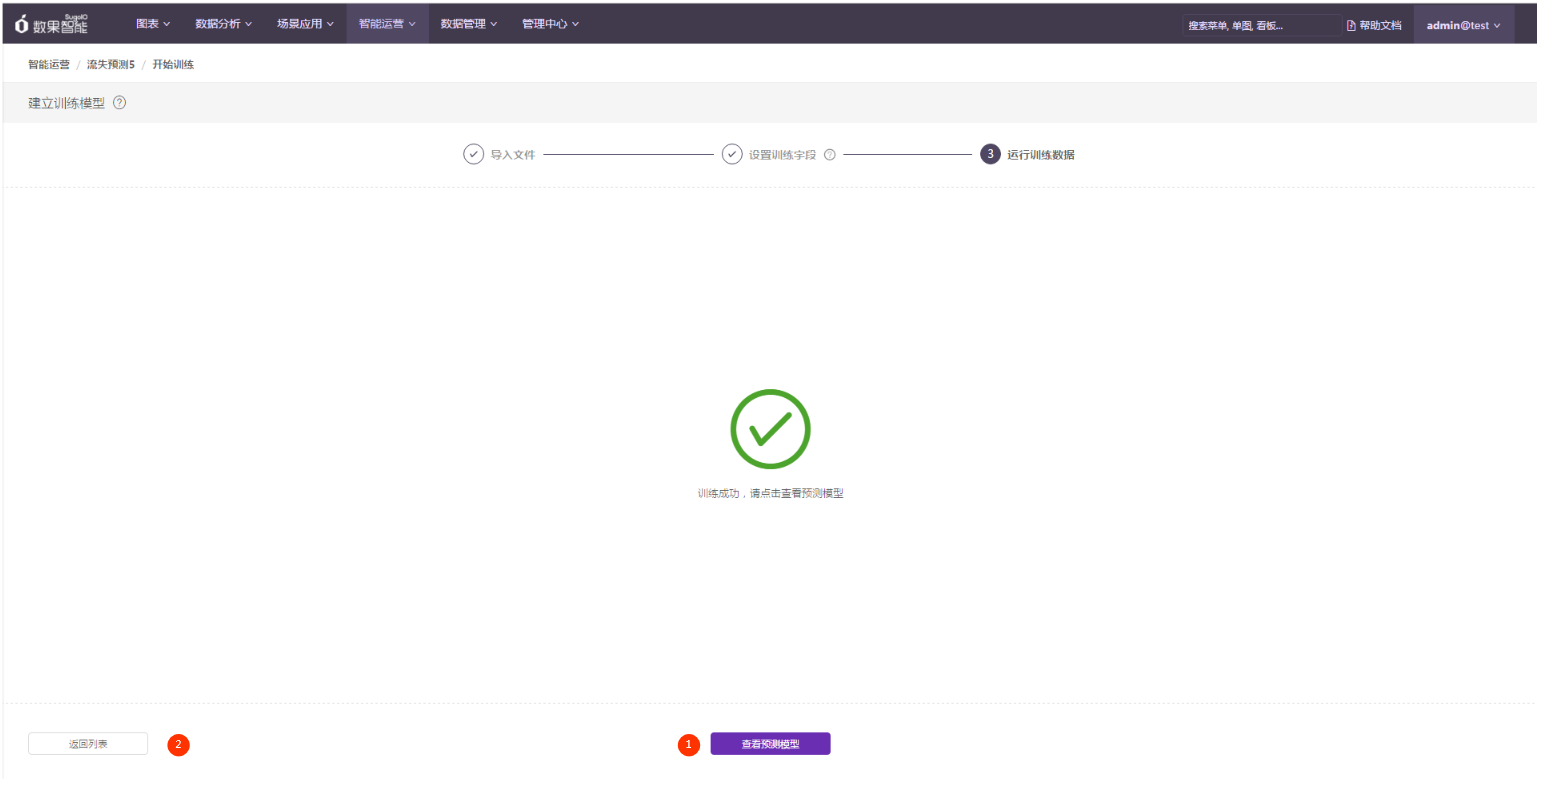 SugoIO
数果智能 图表 数据分析 场景应用 智能运营 数据管理 管理中心 搜索菜单, 单图, 看板... 帮助文档 admin@test
智能运营 / 流失预测5 / 开始训练
建立训练模型 ?
导入文件 设置训练字段 ? 3 运行训练数据
训练成功，请点击查看预测模型
返回列表 2 1 查看预测模型